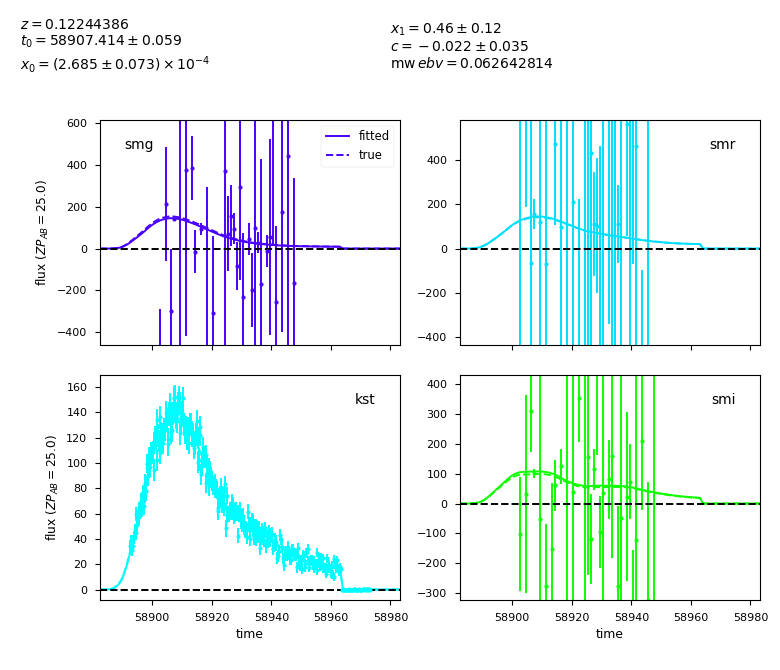 z = 0.12244386
t₀ = 58907.414 ± 0.059
x₀ = (2.685 ± 0.073) × 10⁻⁴
x₁ = 0.46 ± 0.12
c = −0.022 ± 0.035
mw ebv = 0.062642814
smg
fitted
true
600
400
200
0
−200
−400
flux (ZP_AB = 25.0)
smr
400
200
0
−200
−400
kst
160
140
120
100
80
60
40
20
0
flux (ZP_AB = 25.0)
58900 58920 58940 58960 58980
time
smi
400
300
200
100
0
−100
−200
−300
58900 58920 58940 58960 58980
time